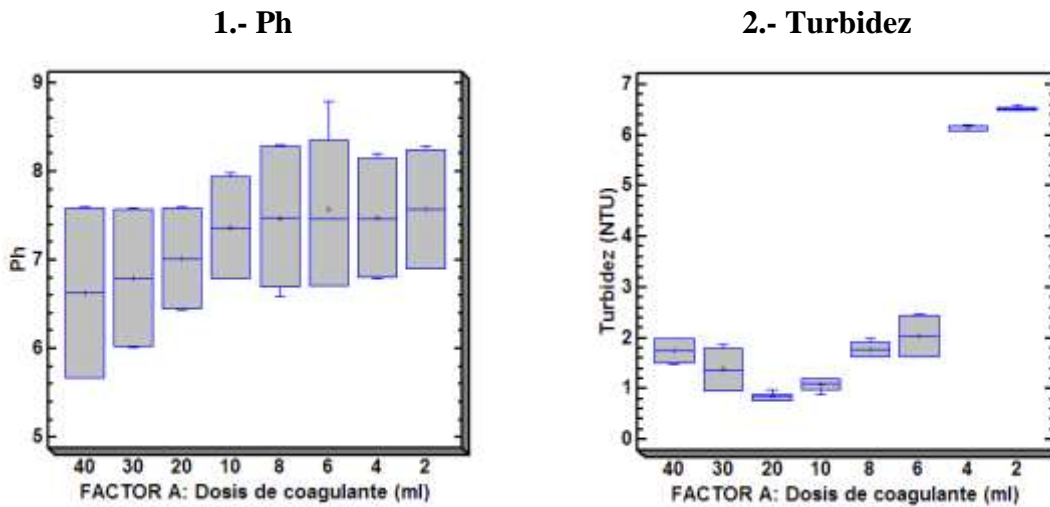 1.- Ph
9
8
7
6
5
Ph
40 30 20 10 8 6 4 2
FACTOR A: Dosis de coagulante (ml)
2.- Turbidez
7
6
5
4
3
2
1
0
Turbidez (NTU)
40 30 20 10 8 6 4 2
FACTOR A: Dosis de coagulante (ml)